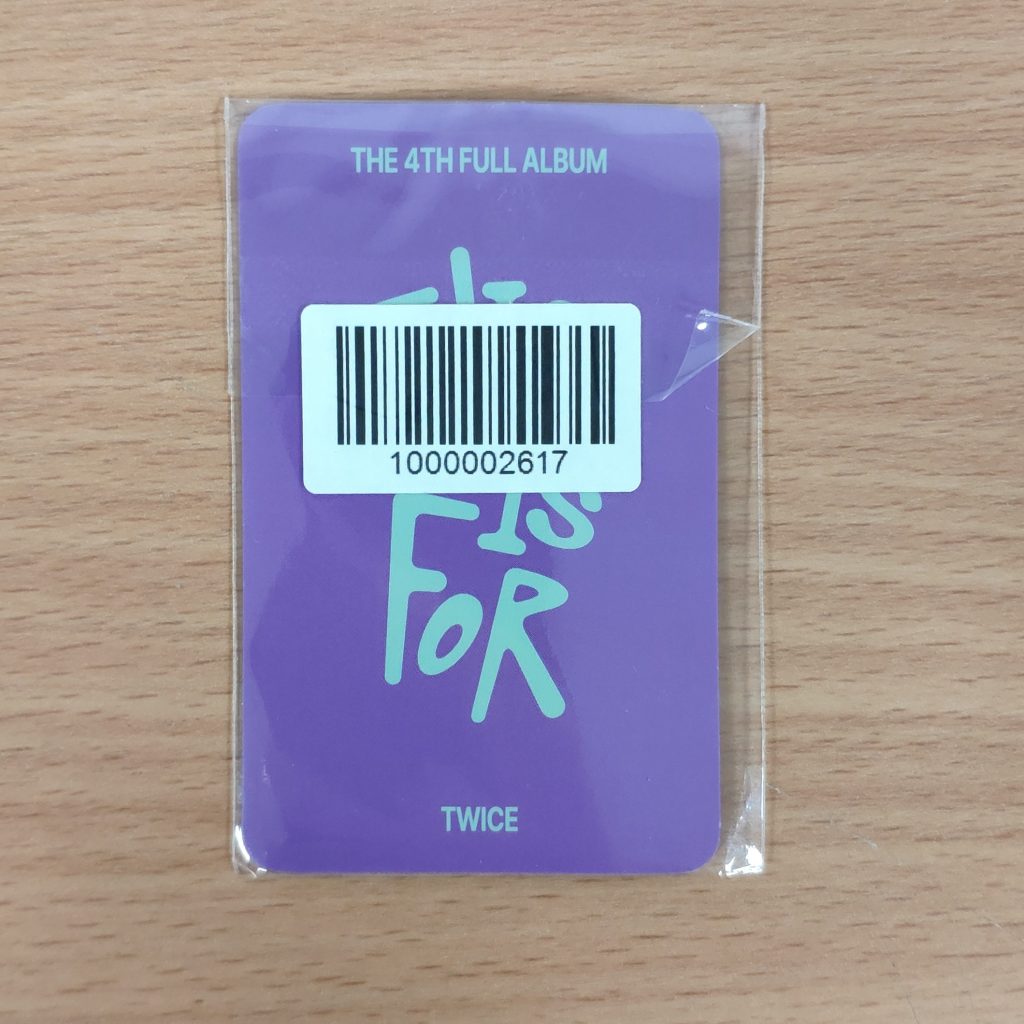 THE 4TH FULL ALBUM
1000002617
IS
FOR
TWICE